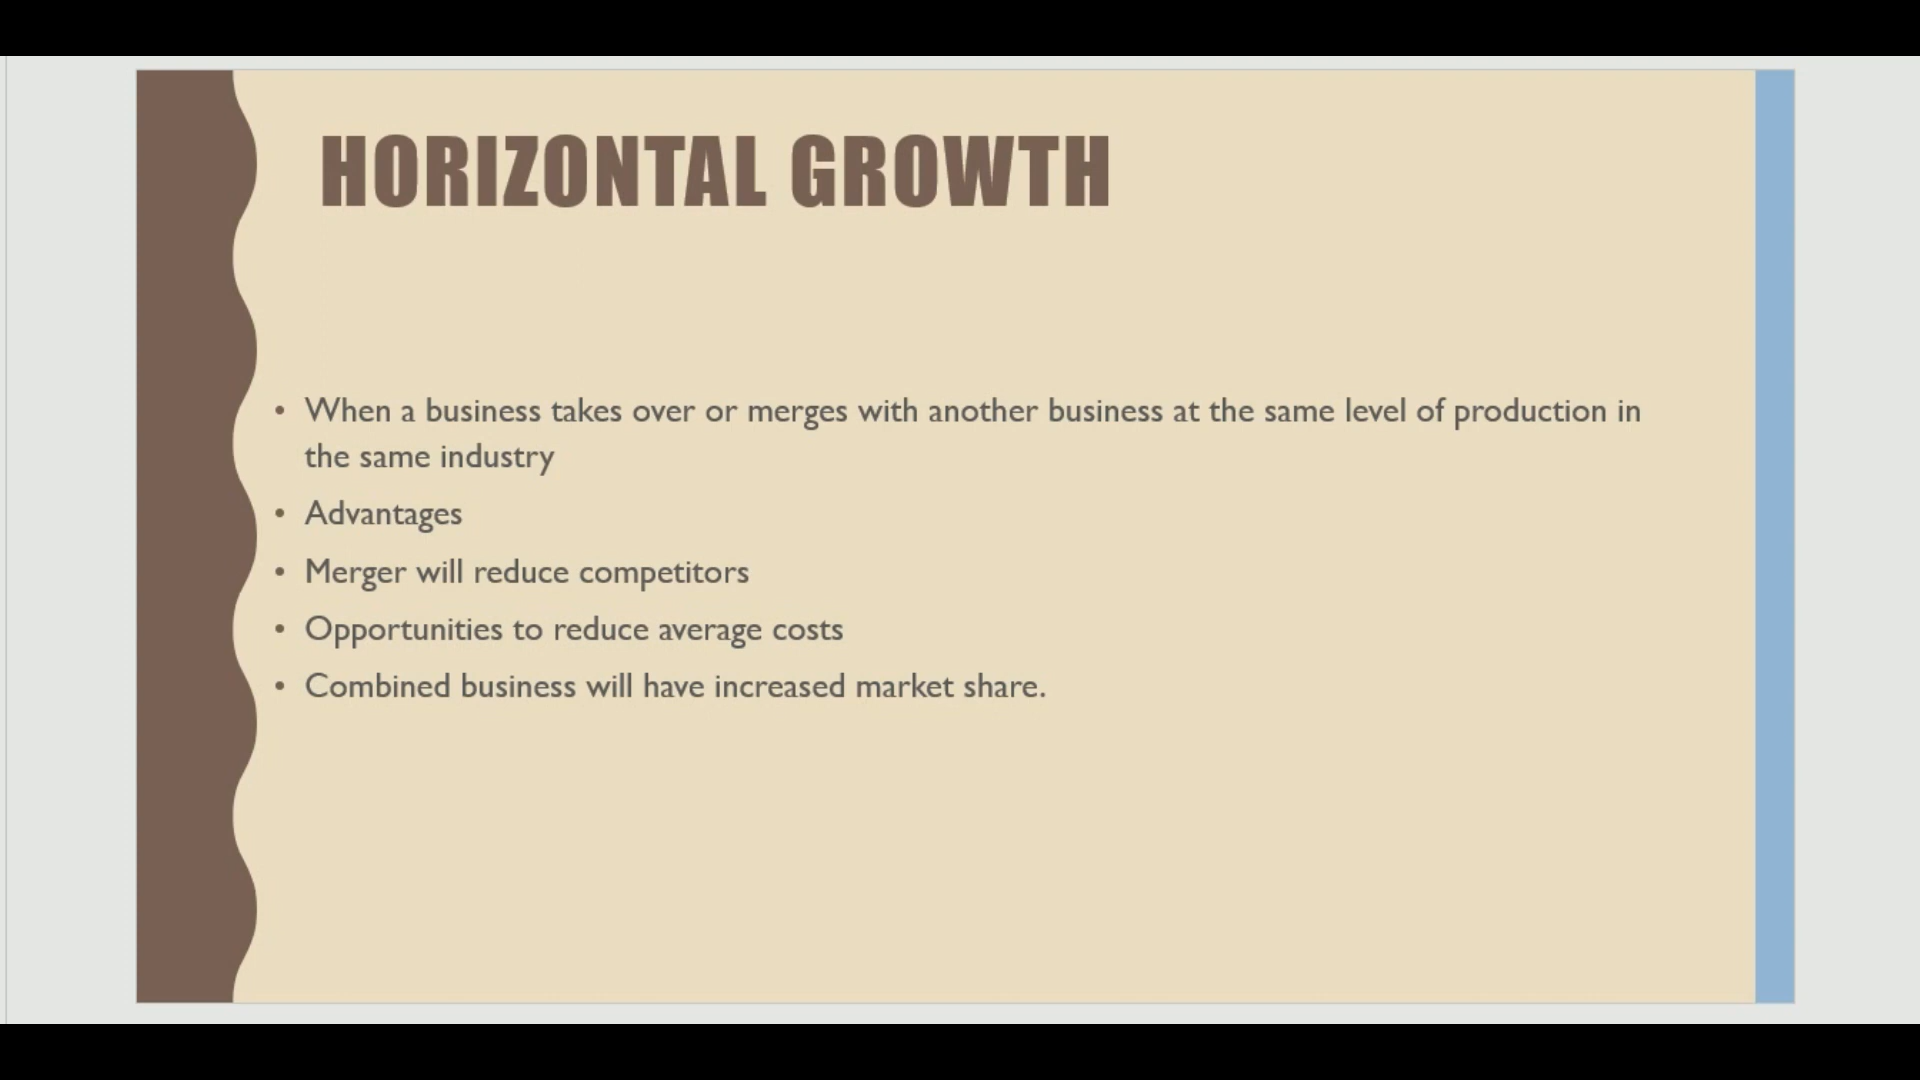 HORIZONTAL GROWTH
• When a business takes over or merges with another business at the same level of production in
the same industry
• Advantages
• Merger will reduce competitors
• Opportunities to reduce average costs
• Combined business will have increased market share.